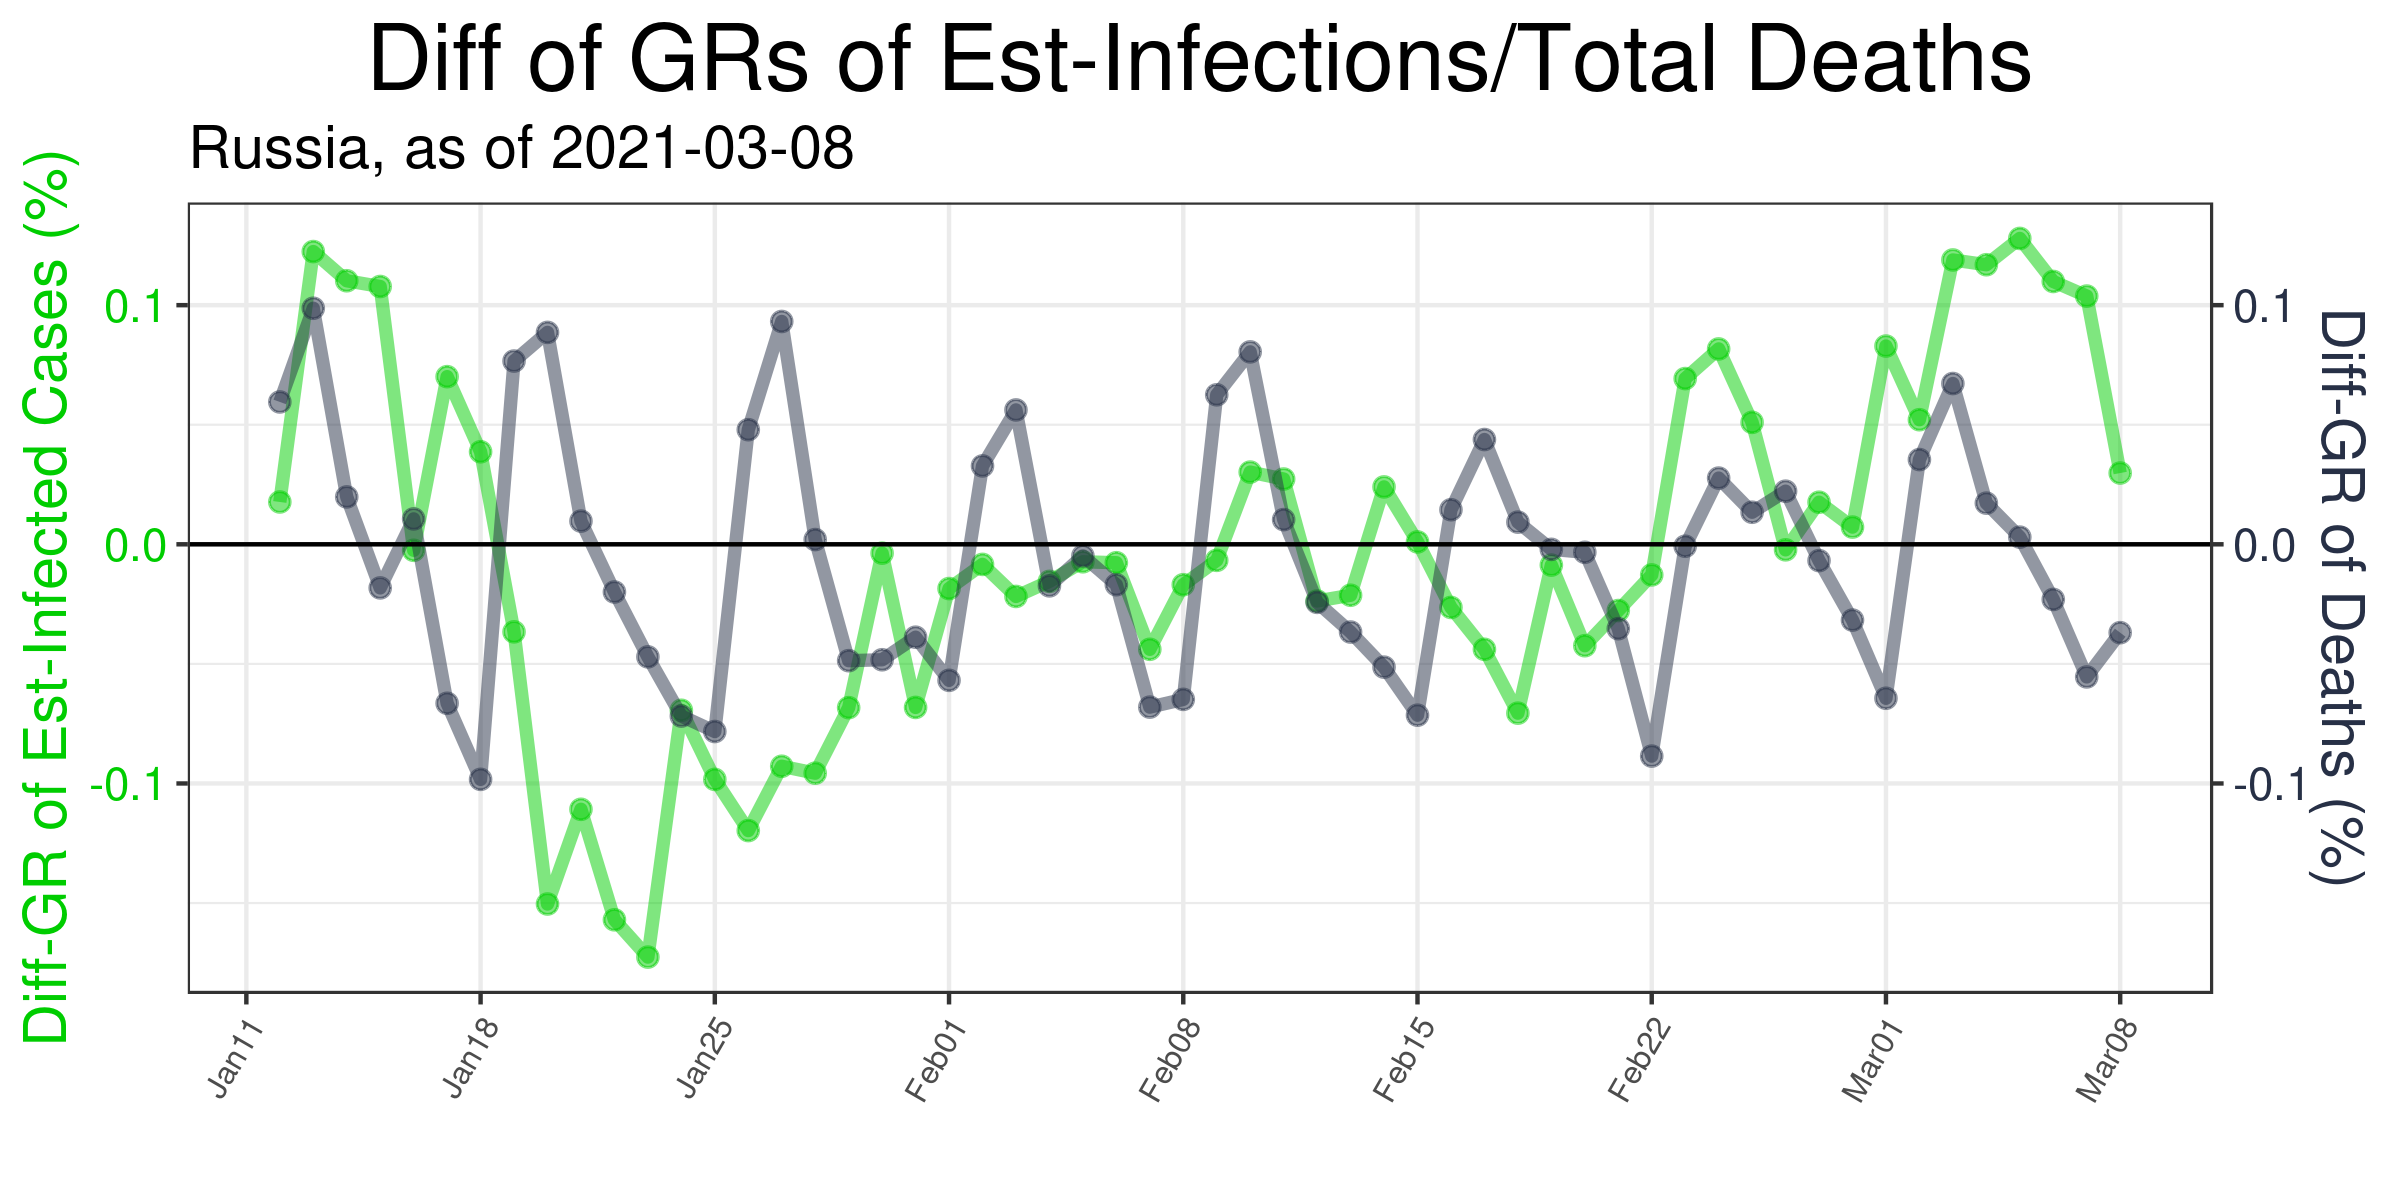 Diff of GRs of Est-Infections/Total Deaths
Russia, as of 2021-03-08
Diff-GR of Est-Infected Cases (%)
0.1
0.0
-0.1
0.1
0.0
-0.1
Diff-GR of Deaths (%)
Jan11
Jan18
Jan25
Feb01
Feb08
Feb15
Feb22
Mar01
Mar08